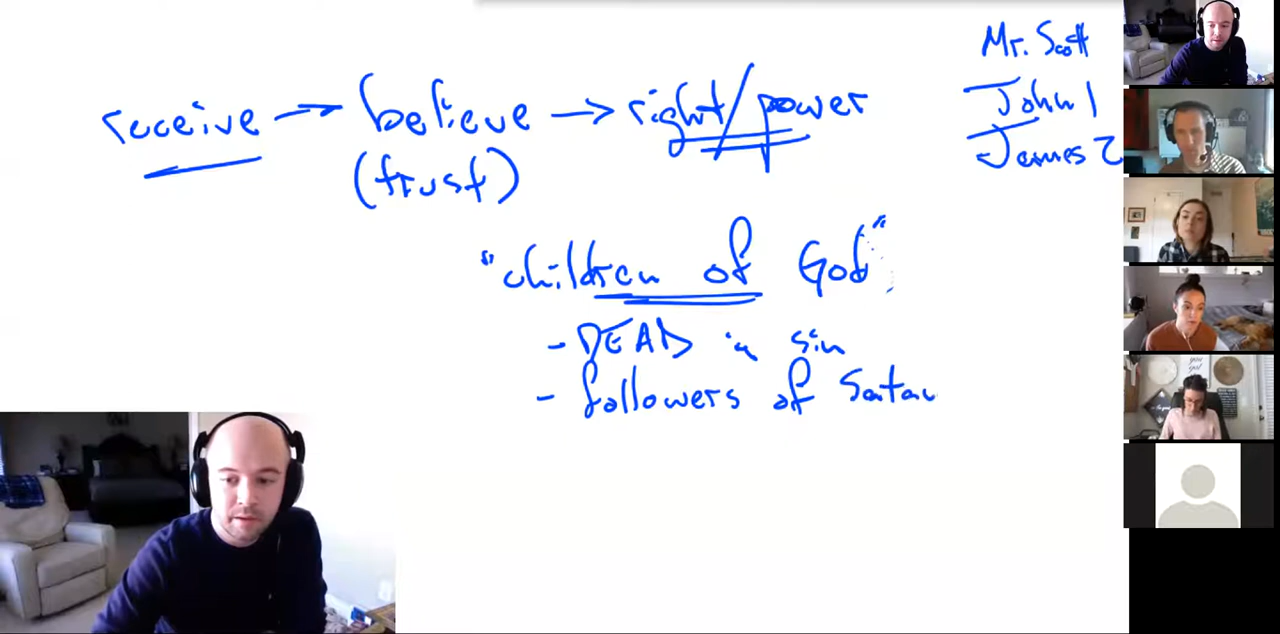 Mr. Scott
receive → believe → right/power
John 1
(trust)
James 2
"children of God"
- DEAD in sin
- followers of Satan